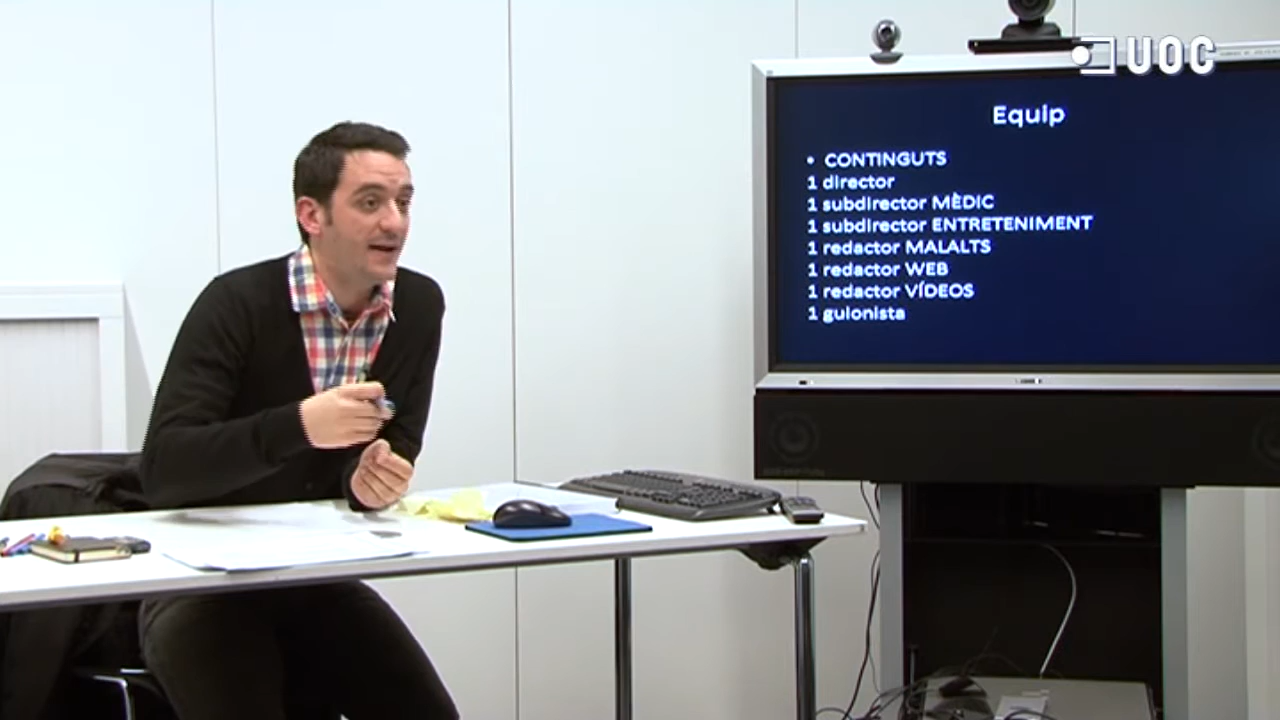 UOC
Equip
• CONTINGUTS
1 director
1 subdirector MÈDIC
1 subdirector ENTRETENIMENT
1 redactor MALALTS
1 redactor WEB
1 redactor VÍDEOS
1 guionista